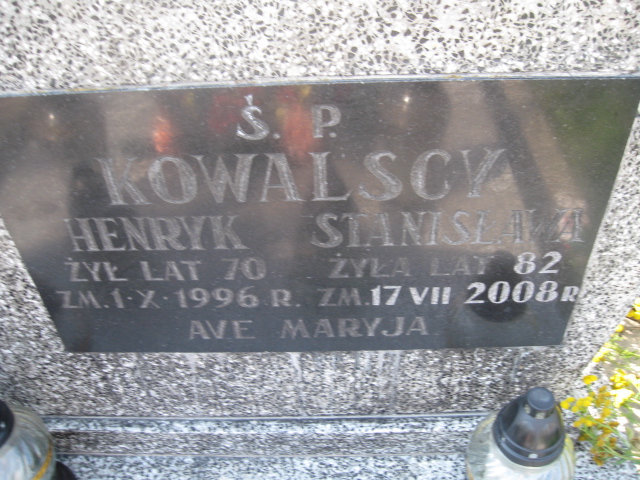 Ś. P.
KOWALSCY
HENRYK STANISŁAWA
ŻYŁ LAT 70 ŻYŁA LAT 82
ZM. 1·X·1996 R. ZM. 17 VII 2008 R
AVE MARYJA